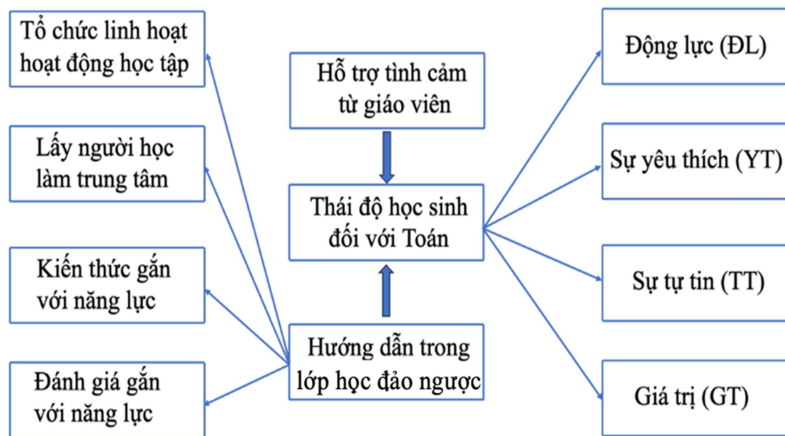 Tổ chức linh hoạt
hoạt động học tập
Lấy người học
làm trung tâm
Kiến thức gắn
với năng lực
Đánh giá gắn
với năng lực
Hỗ trợ tình cảm
từ giáo viên
Thái độ học sinh
đối với Toán
Hướng dẫn trong
lớp học đảo ngược
Động lực (ĐL)
Sự yêu thích (YT)
Sự tự tin (TT)
Giá trị (GT)